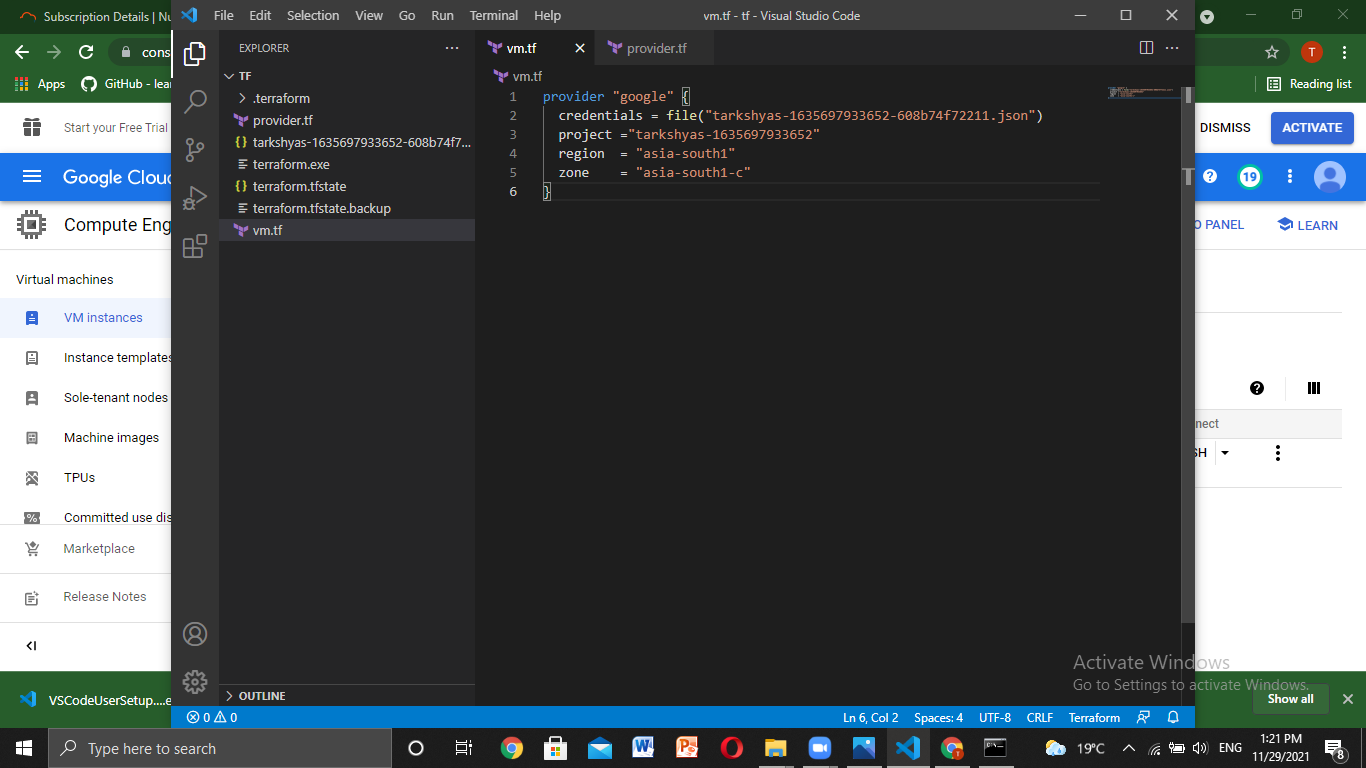 Subscription Details | Nu
File Edit Selection View Go Run Terminal Help
vm.tf - tf - Visual Studio Code
cons
T
Apps
GitHub - lear
Reading list
EXPLORER
TF
.terraform
provider.tf
tarkshyas-1635697933652-608b74f7...
terraform.exe
terraform.tfstate
terraform.tfstate.backup
vm.tf
OUTLINE
vm.tf
provider.tf
vm.tf
1 provider "google" {
2 credentials = file("tarkshyas-1635697933652-608b74f72211.json")
3 project ="tarkshyas-1635697933652"
4 region = "asia-south1"
5 zone = "asia-south1-c"
6 }
Start your Free Trial
DISMISS
ACTIVATE
Google Clou
19
Compute Eng
O PANEL
LEARN
Virtual machines
VM instances
Instance templates
Sole-tenant nodes
Machine images
TPUs
Committed use dis
Marketplace
Release Notes
nnect
SH
Activate Windows
Go to Settings to activate Windows.
VSCodeUserSetup....e
Show all
0 0
Ln 6, Col 2 Spaces: 4 UTF-8 CRLF Terraform
Type here to search
19°C
ENG
1:21 PM
11/29/2021
8